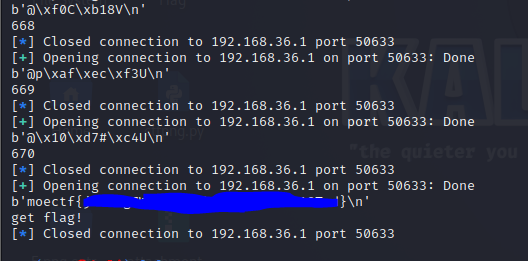 b'@\xf0C\xb18V\n'
668
[*] Closed connection to 192.168.36.1 port 50633
[+] Opening connection to 192.168.36.1 on port 50633: Done
b'@p\xaf\xec\xf3U\n'
669
[*] Closed connection to 192.168.36.1 port 50633
[+] Opening connection to 192.168.36.1 on port 50633: Done
b'@\x10\xd7#\xc4U\n'
670
"the quieter you
[*] Closed connection to 192.168.36.1 port 50633
[+] Opening connection to 192.168.36.1 on port 50633: Done
b'moectf{ }\n'
get flag!
[*] Closed connection to 192.168.36.1 port 50633